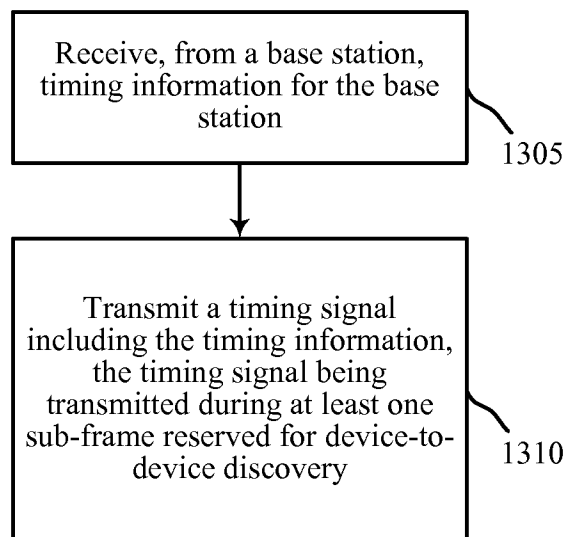 Receive, from a base station,
timing information for the base
station
1305
Transmit a timing signal
including the timing information,
the timing signal being
transmitted during at least one
sub-frame reserved for device-to-
device discovery
1310